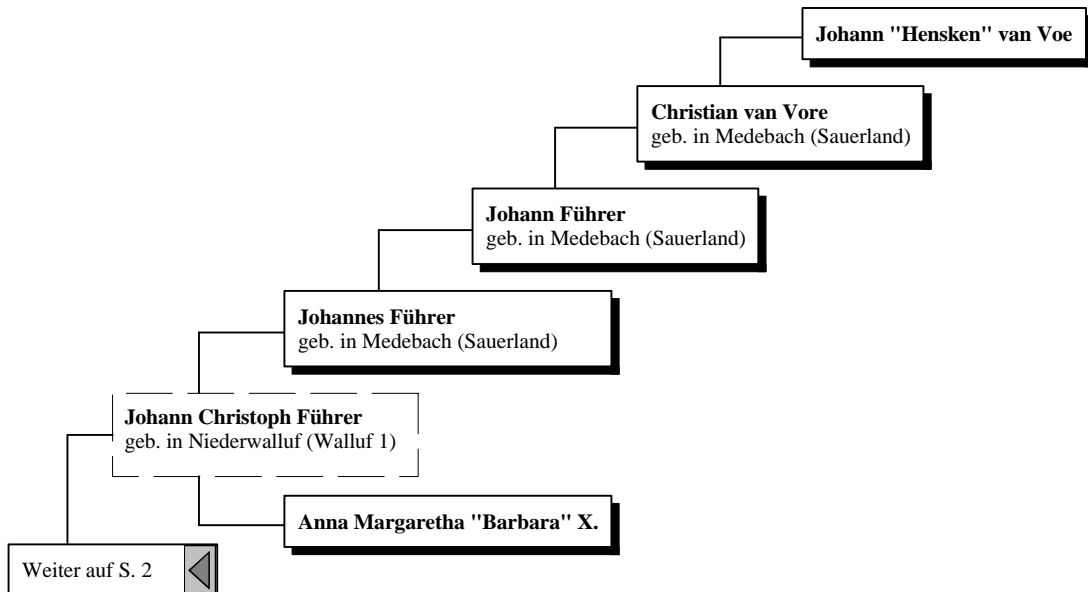 Johann "Hensken" van Voe
Christian van Vore
geb. in Medebach (Sauerland)
Johann Führer
geb. in Medebach (Sauerland)
Johannes Führer
geb. in Medebach (Sauerland)
Johann Christoph Führer
geb. in Niederwalluf (Walluf 1)
Anna Margaretha "Barbara" X.
Weiter auf S. 2